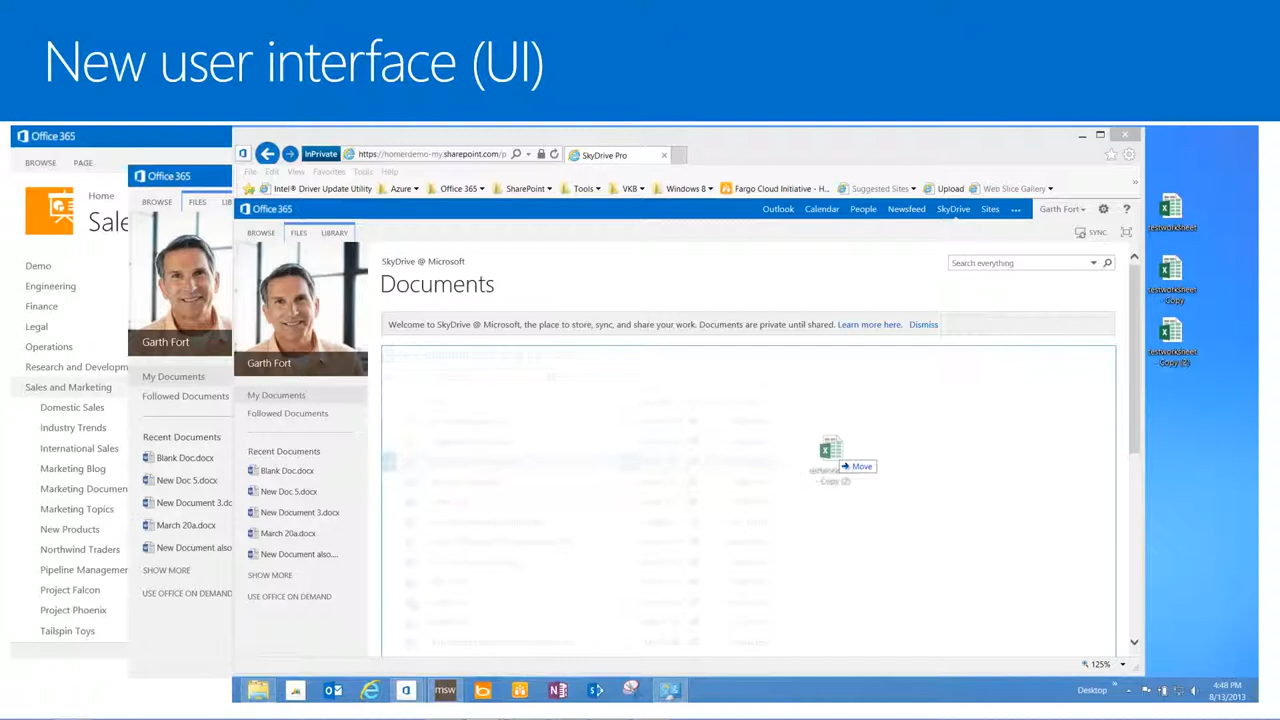 New user interface (UI)
Office 365
BROWSE PAGE
Home
Sale
Demo
Engineering
Finance
Legal
Operations
Research and Developm
Sales and Marketing
Domestic Sales
Industry Trends
International Sales
Marketing Blog
Marketing Documen
Marketing Topics
New Products
Northwind Traders
Pipeline Managemen
Project Falcon
Project Phoenix
Tailspin Toys
Office 365
BROWSE FILES LIB
Garth Fort
My Documents
Followed Documents
Recent Documents
Blank Doc.docx
New Doc 5.docx
New Document 3.dc
March 20a.docx
New Document also
SHOW MORE
USE OFFICE ON DEMAND
InPrivate https://homerdemo-my.sharepoint.com/p SkyDrive Pro
File Edit View Favorites Tools Help
Intel® Driver Update Utility Azure Office 365 SharePoint Tools VKB Windows 8 Fargo Cloud Initiative - H... Suggested Sites Upload Web Slice Gallery
Office 365 Outlook Calendar People Newsfeed SkyDrive Sites ... Garth Fort ?
BROWSE FILES LIBRARY SYNC
Garth Fort
My Documents
Followed Documents
Recent Documents
Blank Doc.docx
New Doc 5.docx
New Document 3.docx
March 20a.docx
New Document also....
SHOW MORE
USE OFFICE ON DEMAND
SkyDrive @ Microsoft
Search everything
Documents
Welcome to SkyDrive @ Microsoft, the place to store, sync, and share your work. Documents are private until shared. Learn more here. Dismiss
Move
- Copy (2)
125%
testworksheet
testworksheet
- Copy
testworksheet
- Copy (2)
msw
Desktop
4:48 PM
8/13/2013